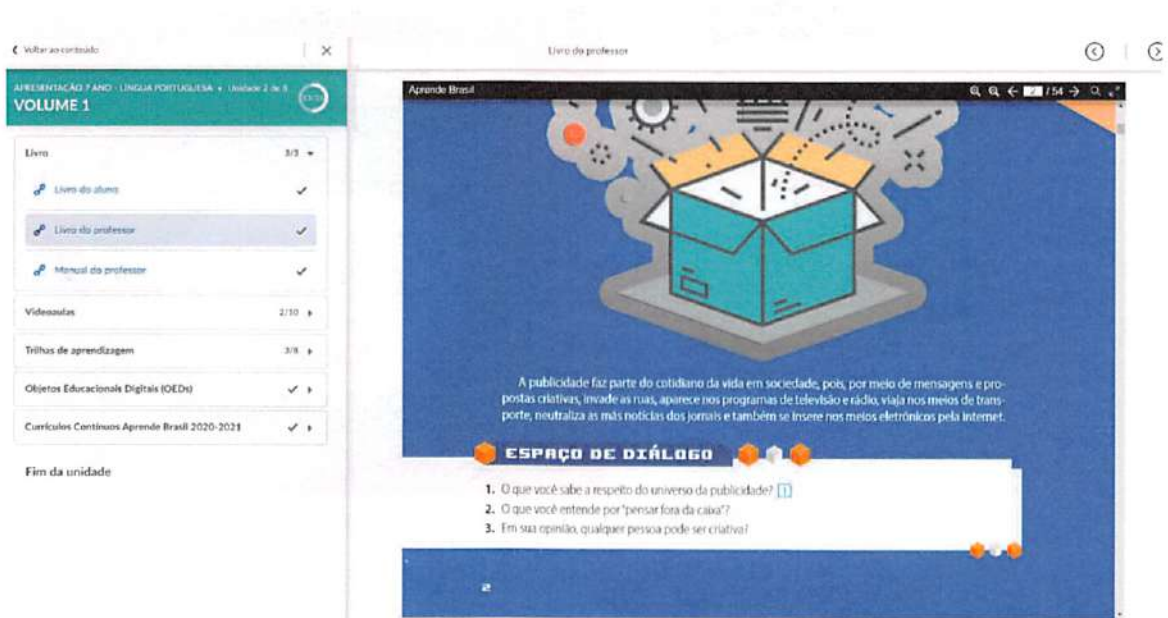 Voltar ao conteúdo
Livro do professor
APRESENTAÇÃO 7 ANO - LÍNGUA PORTUGUESA • Unidade 2 de 8
VOLUME 1
Livro 3/3
Livro do aluno
Livro do professor
Manual do professor
Videoaulas 2/10
Trilhas de aprendizagem 3/8
Objetos Educacionais Digitais (OEDs)
Currículos Contínuos Aprende Brasil 2020-2021
Fim da unidade
Aprende Brasil 2 / 54
A publicidade faz parte do cotidiano da vida em sociedade, pois, por meio de mensagens e pro-
postas criativas, invade as ruas, aparece nos programas de televisão e rádio, viaja nos meios de trans-
porte, neutraliza as más notícias dos jornais e também se insere nos meios eletrônicos pela internet.
ESPAÇO DE DIÁLOGO
1. O que você sabe a respeito do universo da publicidade?
2. O que você entende por "pensar fora da caixa"?
3. Em sua opinião, qualquer pessoa pode ser criativa?
2